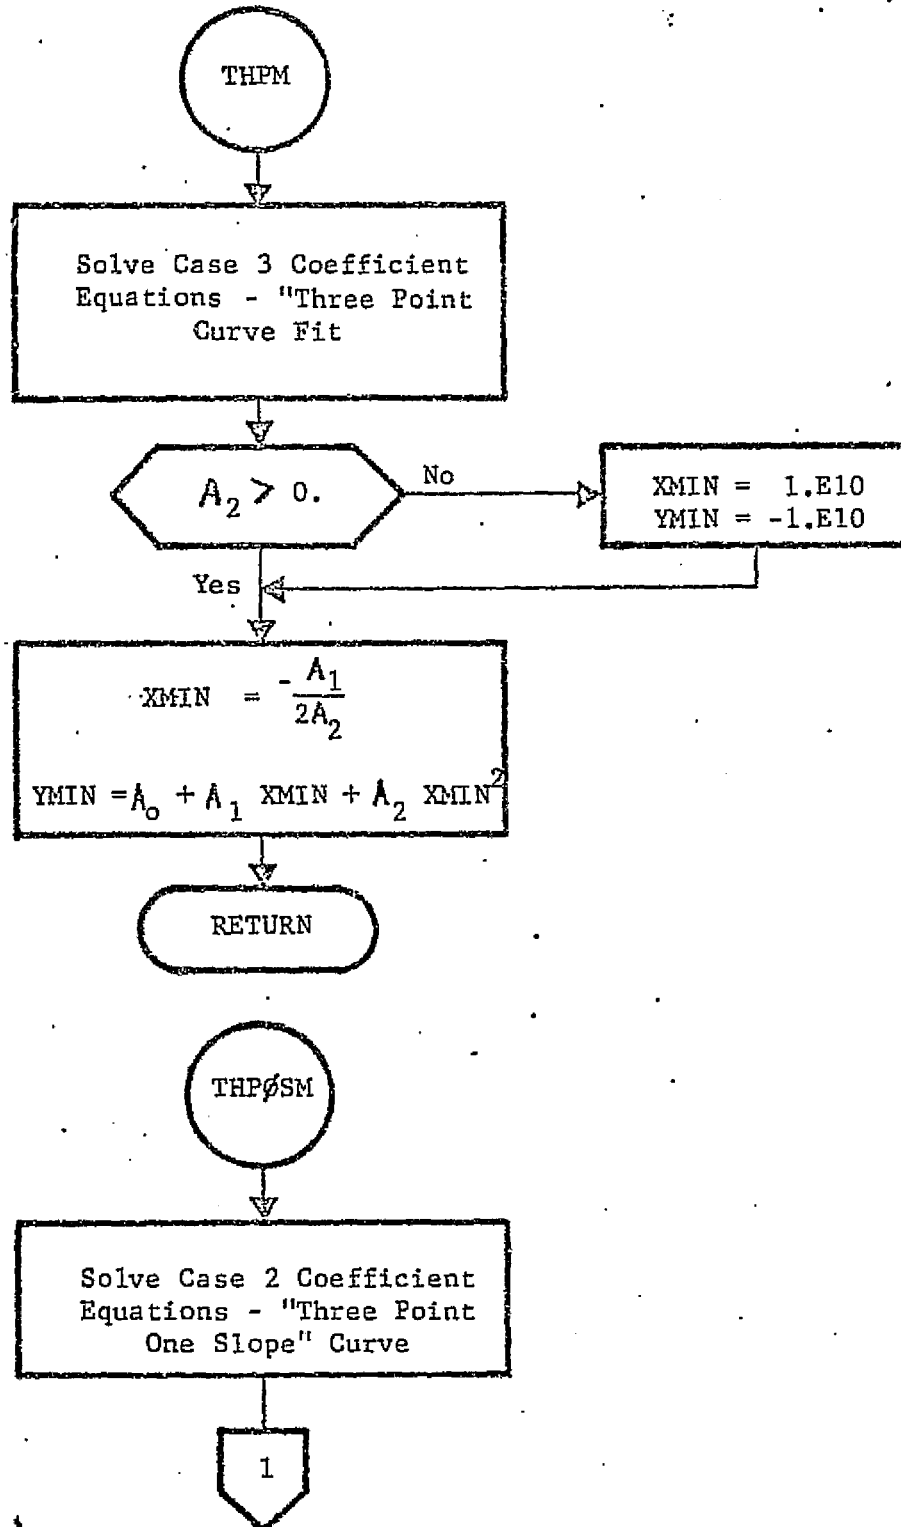 THPM
Solve Case 3 Coefficient
Equations - "Three Point
Curve Fit
A₂ > 0.
No
XMIN = 1.E10
YMIN = -1.E10
Yes
XMIN = -A₁/2A₂
YMIN = A₀ + A₁ XMIN + A₂ XMIN²
RETURN
THPØSM
Solve Case 2 Coefficient
Equations - "Three Point
One Slope" Curve
1